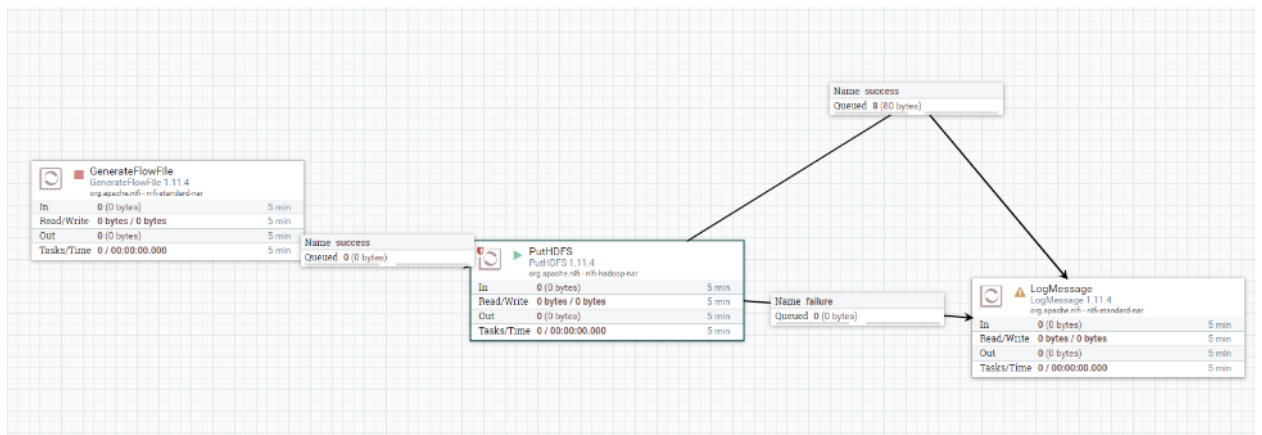 Name success
Queued 8 (80 bytes)
GenerateFlowFile
GenerateFlowFile 1.11.4
org.apache.nifi - nifi-standard-nar
In 0 (0 bytes) 5 min
Read/Write 0 bytes / 0 bytes 5 min
Out 0 (0 bytes) 5 min
Tasks/Time 0 / 00:00:00.000 5 min
Name success
Queued 0 (0 bytes)
PutHDFS
PutHDFS 1.11.4
org.apache.nifi - nifi-hadoop-nar
In 0 (0 bytes) 5 min
Read/Write 0 bytes / 0 bytes 5 min
Out 0 (0 bytes) 5 min
Tasks/Time 0 / 00:00:00.000 5 min
Name failure
Queued 0 (0 bytes)
LogMessage
LogMessage 1.11.4
org.apache.nifi - nifi-standard-nar
In 0 (0 bytes) 5 min
Read/Write 0 bytes / 0 bytes 5 min
Out 0 (0 bytes) 5 min
Tasks/Time 0 / 00:00:00.000 5 min